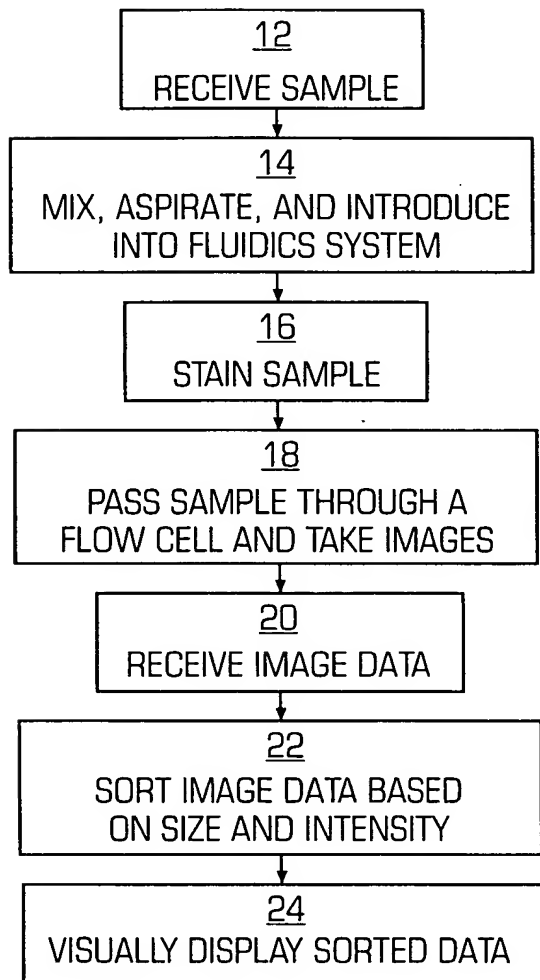 12
RECEIVE SAMPLE
14
MIX, ASPIRATE, AND INTRODUCE
INTO FLUIDICS SYSTEM
16
STAIN SAMPLE
18
PASS SAMPLE THROUGH A
FLOW CELL AND TAKE IMAGES
20
RECEIVE IMAGE DATA
22
SORT IMAGE DATA BASED
ON SIZE AND INTENSITY
24
VISUALLY DISPLAY SORTED DATA